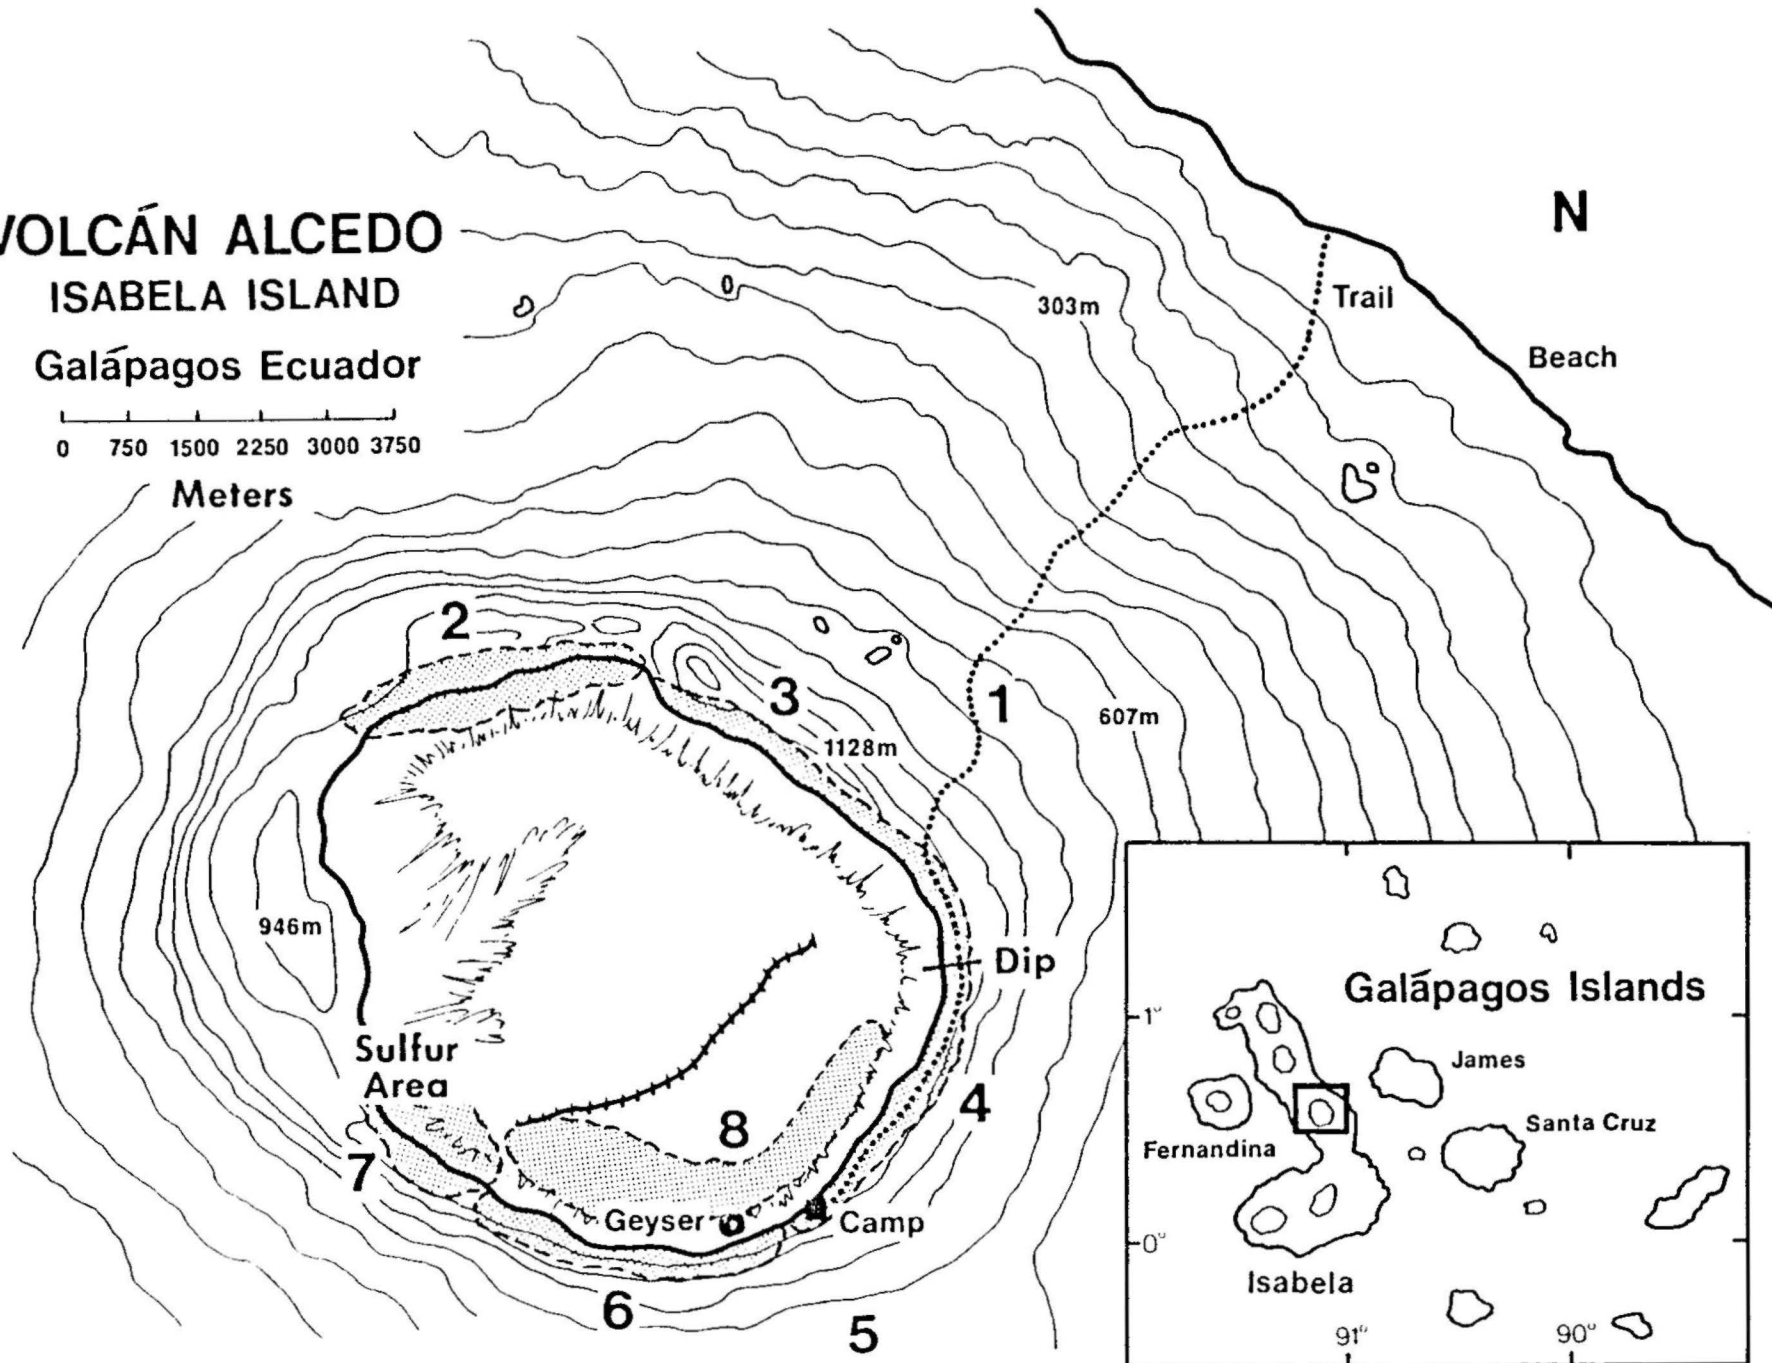 VOLCÁN ALCEDO
ISABELA ISLAND
Galápagos Ecuador
0 750 1500 2250 3000 3750
Meters
N
Trail
Beach
303m
607m
1128m
946m
1
2
3
Dip
Sulfur
Area
4
8
7
Geyser
Camp
6
5
Galápagos Islands
1°
James
Santa Cruz
Fernandina
0°
Isabela
91°
90°